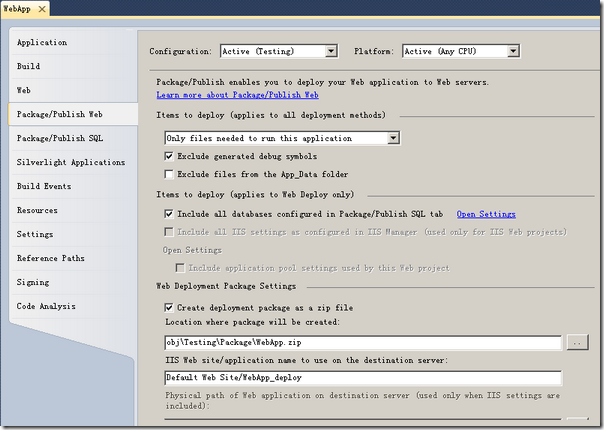 WebApp
Application
Build
Web
Package/Publish Web
Package/Publish SQL
Silverlight Applications
Build Events
Resources
Settings
Reference Paths
Signing
Code Analysis
Configuration: Active (Testing) Platform: Active (Any CPU)
Package/Publish enables you to deploy your Web application to Web servers.
Learn more about Package/Publish Web
Items to deploy (applies to all deployment methods)
Only files needed to run this application
Exclude generated debug symbols
Exclude files from the App_Data folder
Items to deploy (applies to Web Deploy only)
Include all databases configured in Package/Publish SQL tab Open Settings
Include all IIS settings as configured in IIS Manager (used only for IIS Web projects)
Open Settings
Include application pool settings used by this Web project
Web Deployment Package Settings
Create deployment package as a zip file
Location where package will be created:
obj\Testing\Package\WebApp.zip ..
IIS Web site/application name to use on the destination server:
Default Web Site/WebApp_deploy
Physical path of Web application on destination server (used only when IIS settings are
included):